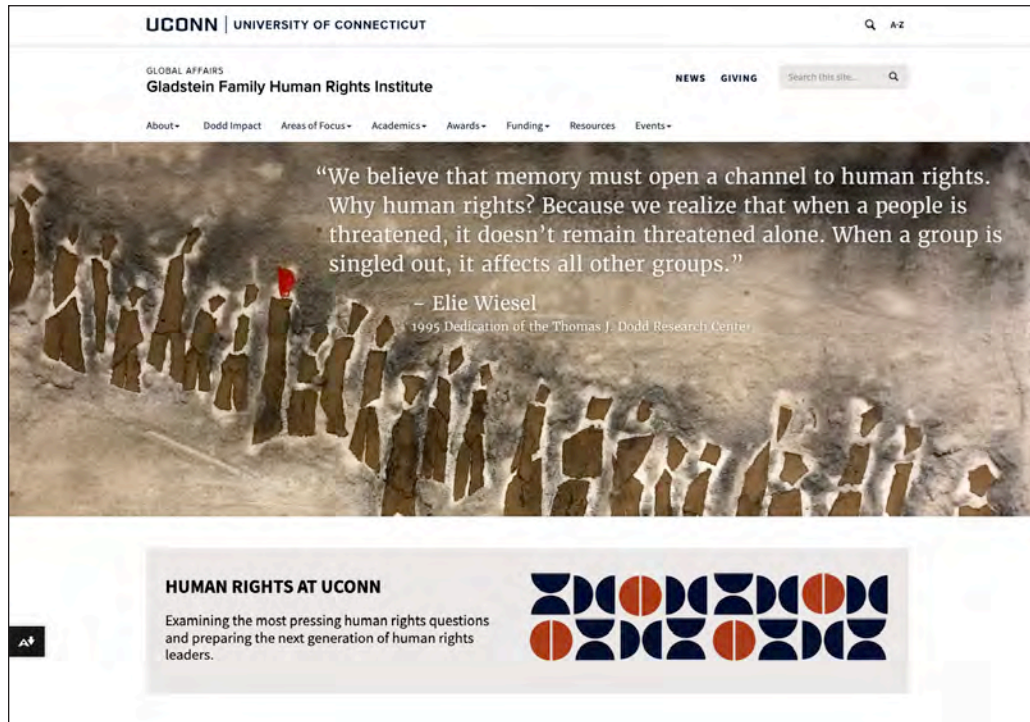 UCONN | UNIVERSITY OF CONNECTICUT
A-Z
GLOBAL AFFAIRS
Gladstein Family Human Rights Institute
NEWS GIVING Search this site...
About Dodd Impact Areas of Focus Academics Awards Funding Resources Events
“We believe that memory must open a channel to human rights.
Why human rights? Because we realize that when a people is
threatened, it doesn’t remain threatened alone. When a group is
singled out, it affects all other groups.”
– Elie Wiesel
1995 Dedication of the Thomas J. Dodd Research Center
HUMAN RIGHTS AT UCONN
Examining the most pressing human rights questions
and preparing the next generation of human rights
leaders.
A